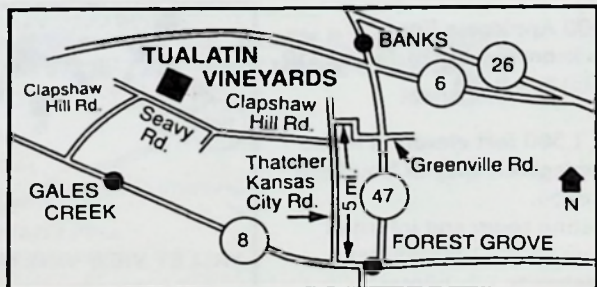 BANKS
26
6
TUALATIN
VINEYARDS
Clapshaw
Hill Rd.
Seavy
Rd.
Clapshaw
Hill Rd.
Greenville Rd.
Thatcher
Kansas
City Rd.
5 mi.
47
N
GALES
CREEK
8
FOREST GROVE